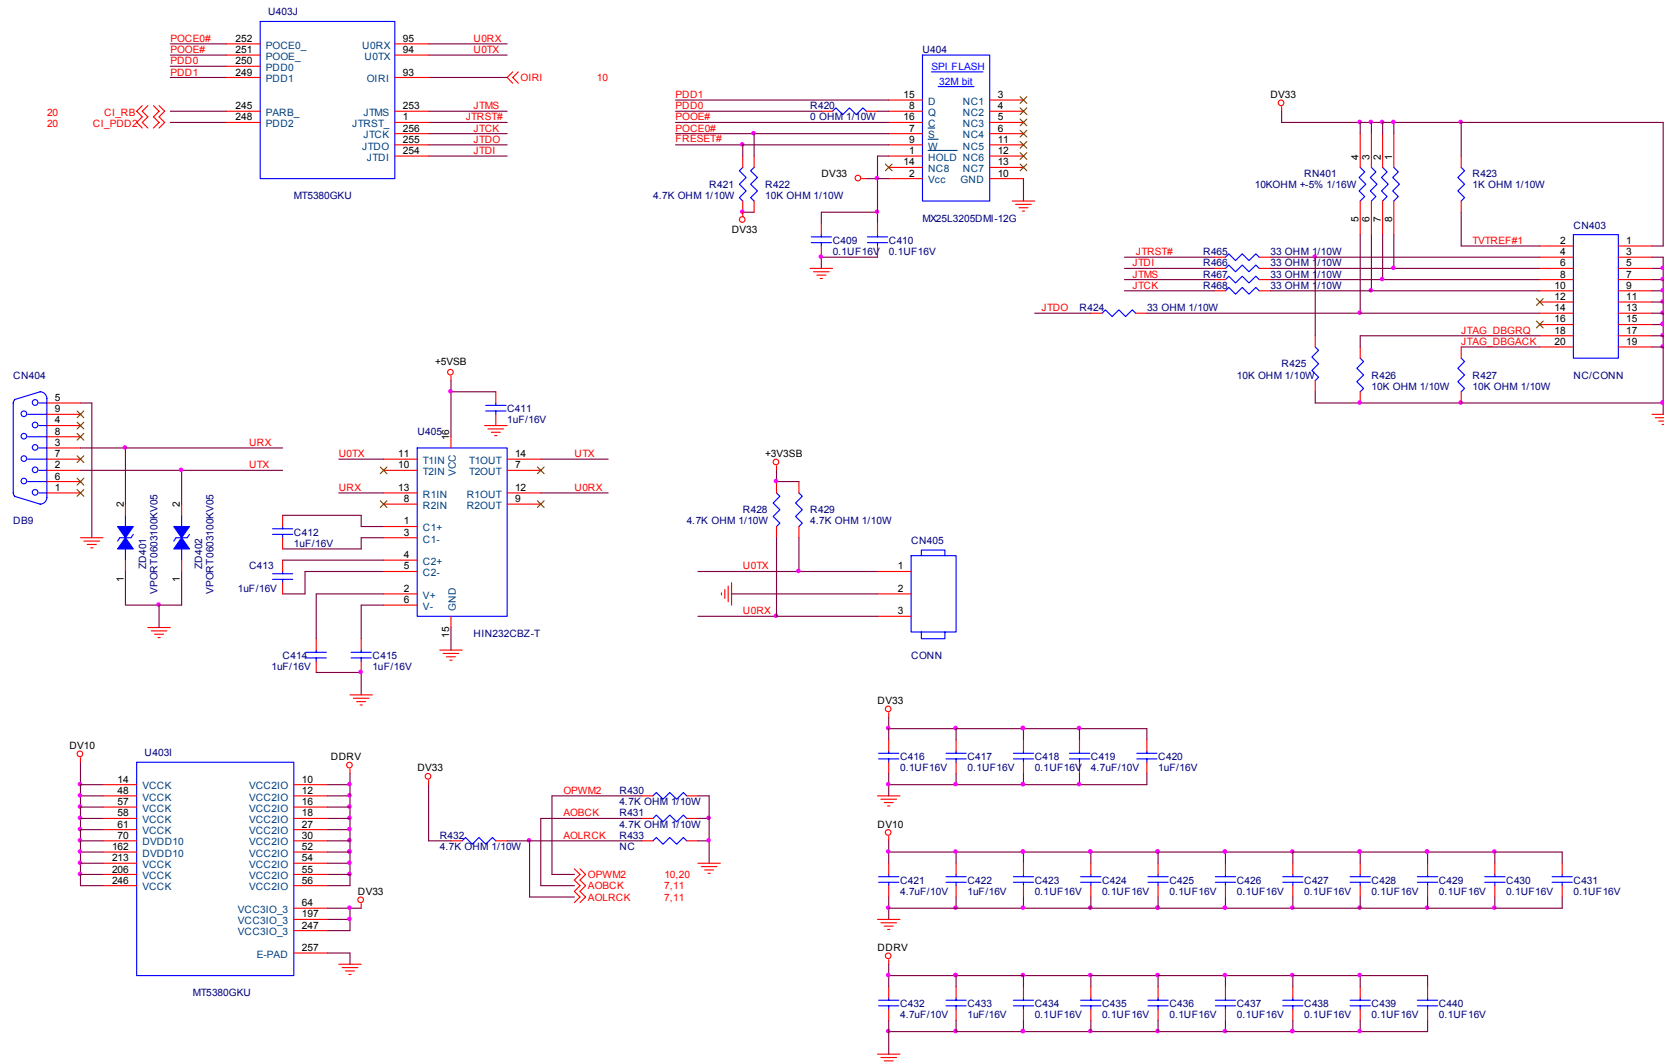 U403J
POCE0# 252 POCE0_ U0RX 95 U0RX
POOE# 251 POOE_ U0TX 94 U0TX
PDD0 250 PDD0
PDD1 249 PDD1 OIRI 93 OIRI 10
20 CI_RB 245 PARB_ JTMS 253 JTMS
20 CI_PDD2 248 PDD2 JTRST_ 1 JTRST#
JTCK 256 JTCK
JTDO 255 JTDO
JTDI 254 JTDI
MT5380GKU
U404
SPI FLASH
32M bit
PDD1 15 D NC1 3
PDD0 R420 8 Q NC2 4
POOE# 0 OHM 1/10W 16 C NC3 5
POCE0# 7 S NC4 6
FRESET# 9 W NC5 11
1 HOLD NC6 12
14 NC8 NC7 13
DV33 2 Vcc GND 10
R421 R422
4.7K OHM 1/10W 10K OHM 1/10W
DV33
MX25L3205DMI-12G
C409 C410
0.1UF16V 0.1UF16V
DV33
4 3 2 1
RN401
10KOHM +-5% 1/16W
5 6 7 8
R423
1K OHM 1/10W
CN403
TVTREF#1 2 1
JTRST# R465 33 OHM 1/10W 4 3
JTDI R466 33 OHM 1/10W 6 5
JTMS R467 33 OHM 1/10W 8 7
JTCK R468 33 OHM 1/10W 10 9
12 11
JTDO R424 33 OHM 1/10W 14 13
16 15
JTAG_DBGRQ 18 17
JTAG_DBGACK 20 19
R425
10K OHM 1/10W
R426
10K OHM 1/10W
R427
10K OHM 1/10W
NC/CONN
CN404
5
9
4
8
3 URX
7
2 UTX
6
1
DB9
2 2
ZD401
VPORT0603100KV05
ZD402
VPORT0603100KV05
1 1
+5VSB
C411
1uF/16V
U405
16
U0TX 11 T1IN VCC T1OUT 14 UTX
10 T2IN T2OUT 7
URX 13 R1IN R1OUT 12 U0RX
8 R2IN R2OUT 9
C412 1 C1+
1uF/16V 3 C1-
C413 4 C2+
1uF/16V 5 C2-
2 V+
6 V- GND
15
HIN232CBZ-T
C414 C415
1uF/16V 1uF/16V
+3V3SB
R428 R429
4.7K OHM 1/10W 4.7K OHM 1/10W
CN405
U0TX 1
2
U0RX 3
CONN
DV10 U403I DDRV
14 VCCK VCC2IO 10
48 VCCK VCC2IO 12
57 VCCK VCC2IO 16
58 VCCK VCC2IO 18
61 VCCK VCC2IO 27
70 DVDD10 VCC2IO 30
162 DVDD10 VCC2IO 52
213 VCCK VCC2IO 54
206 VCCK VCC2IO 55
246 VCCK VCC2IO 56
DV33
VCC3IO_3 64
VCC3IO_3 197
VCC3IO_3 247
E-PAD 257
MT5380GKU
DV33
OPWM2 R430
4.7K OHM 1/10W
AOBCK R431
4.7K OHM 1/10W
R432 AOLRCK R433
4.7K OHM 1/10W NC
OPWM2 10,20
AOBCK 7,11
AOLRCK 7,11
DV33
C416 C417 C418 C419 C420
0.1UF16V 0.1UF16V 0.1UF16V 4.7uF/10V 1uF/16V
DV10
C421 C422 C423 C424 C425 C426 C427 C428 C429 C430 C431
4.7uF/10V 1uF/16V 0.1UF16V 0.1UF16V 0.1UF16V 0.1UF16V 0.1UF16V 0.1UF16V 0.1UF16V 0.1UF16V 0.1UF16V
DDRV
C432 C433 C434 C435 C436 C437 C438 C439 C440
4.7uF/10V 1uF/16V 0.1UF16V 0.1UF16V 0.1UF16V 0.1UF16V 0.1UF16V 0.1UF16V 0.1UF16V